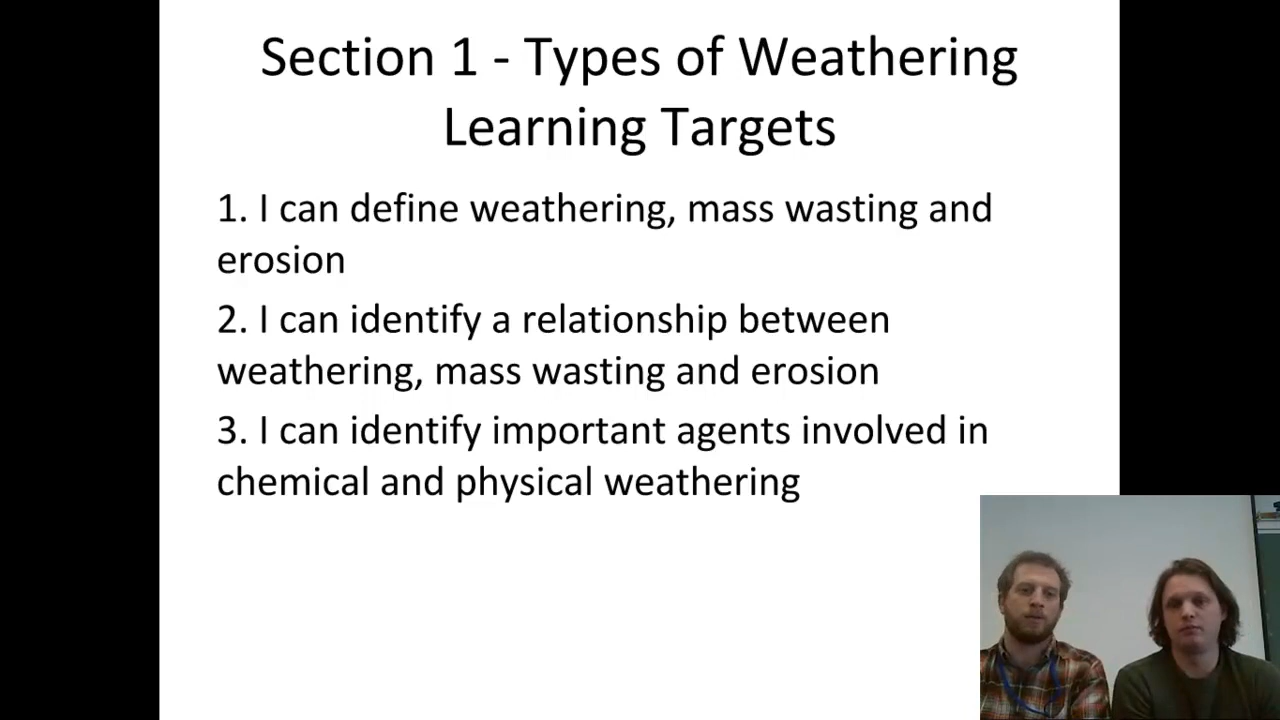 Section 1 - Types of Weathering
Learning Targets
1. I can define weathering, mass wasting and
erosion
2. I can identify a relationship between
weathering, mass wasting and erosion
3. I can identify important agents involved in
chemical and physical weathering